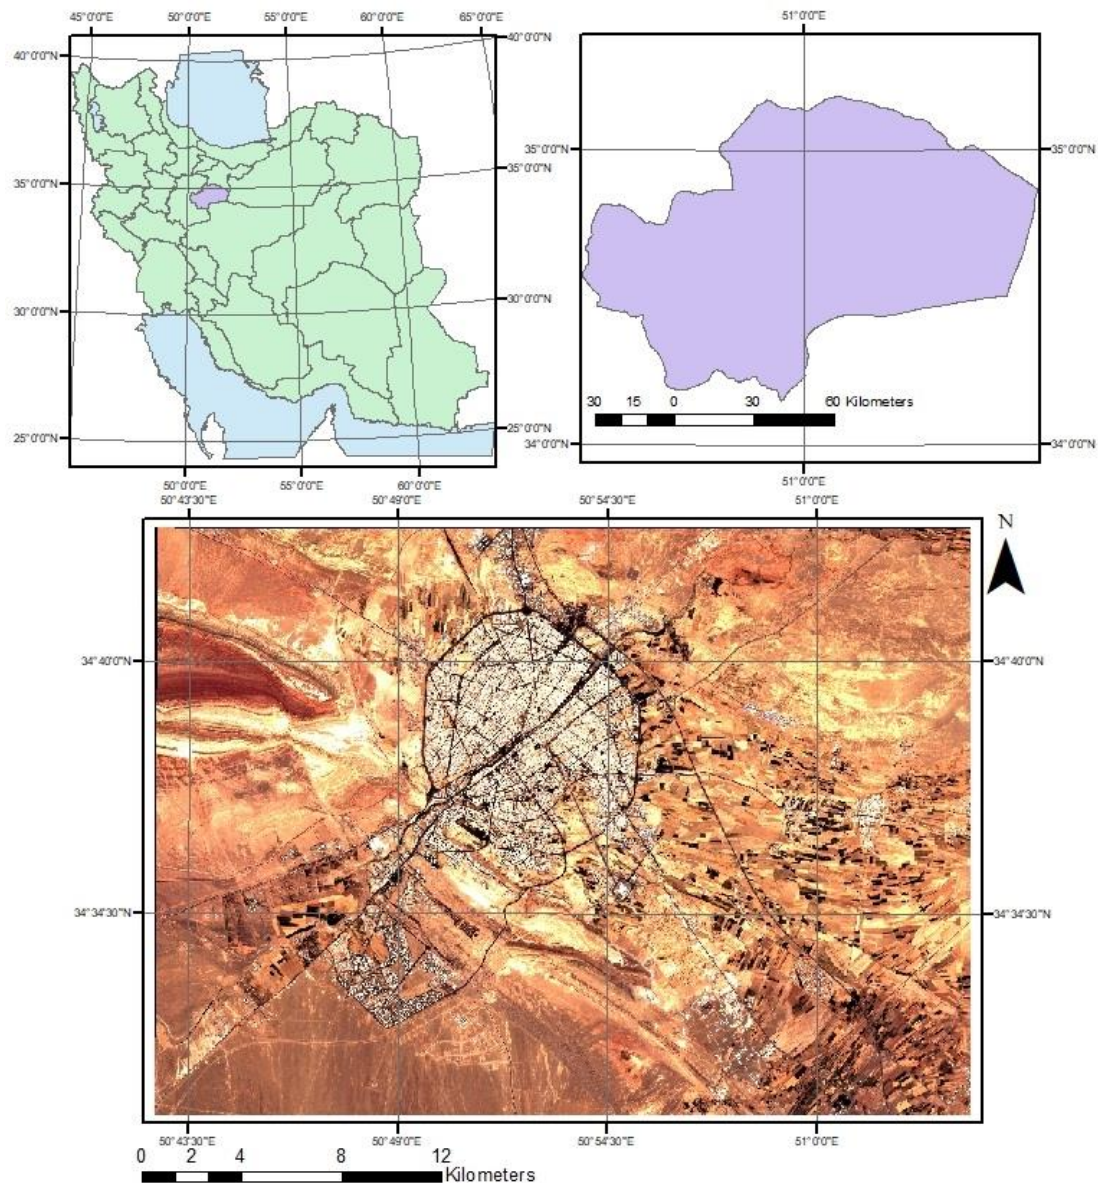 45°0'0"E 50°0'0"E 55°0'0"E 60°0'0"E 65°0'0"E
40°0'0"N 40°0'0"N
35°0'0"N 35°0'0"N
30°0'0"N 30°0'0"N
25°0'0"N 25°0'0"N
50°0'0"E 55°0'0"E 60°0'0"E
51°0'0"E
35°0'0"N 35°0'0"N
30 15 0 30 60 Kilometers
34°0'0"N 34°0'0"N
51°0'0"E
50°43'30"E 50°49'0"E 50°54'30"E 51°0'0"E
N
34°40'0"N 34°40'0"N
34°34'30"N 34°34'30"N
50°43'30"E 50°49'0"E 50°54'30"E 51°0'0"E
0 2 4 8 12
Kilometers